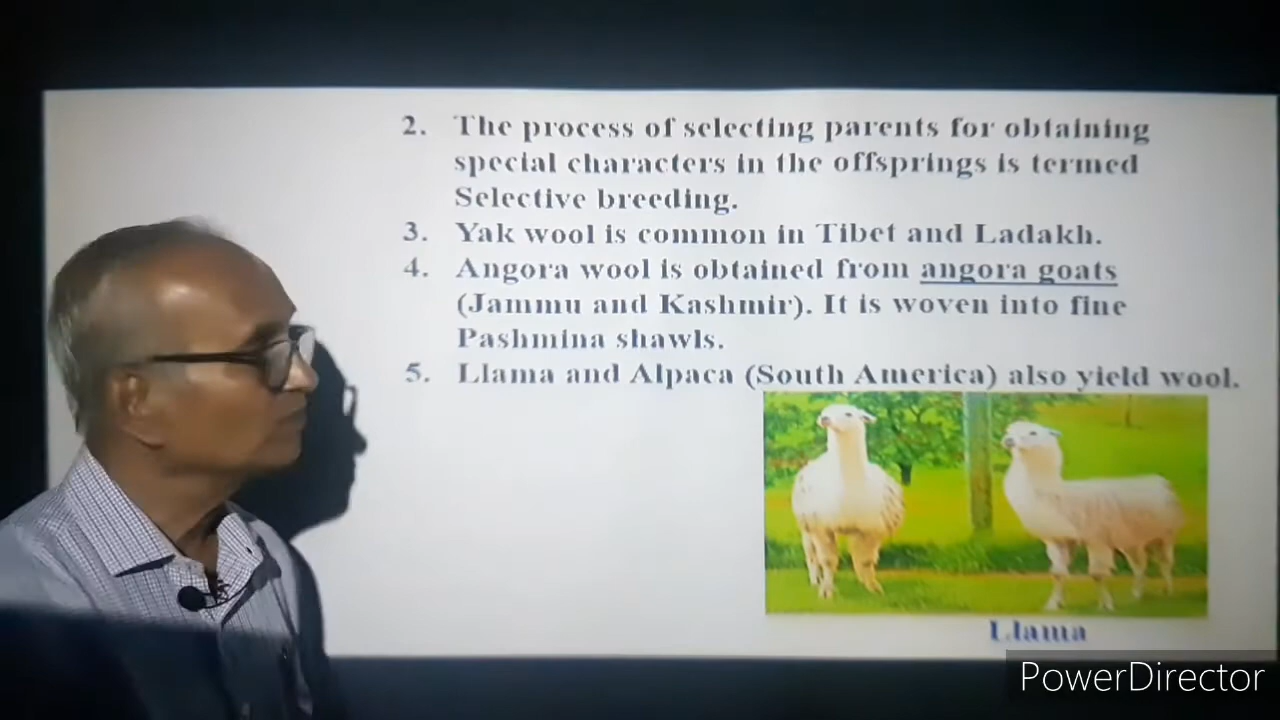 2. The process of selecting parents for obtaining
special characters in the offsprings is termed
Selective breeding.
3. Yak wool is common in Tibet and Ladakh.
4. Angora wool is obtained from angora goats
(Jammu and Kashmir). It is woven into fine
Pashmina shawls.
5. Llama and Alpaca (South America) also yield wool.
Llama
PowerDirector